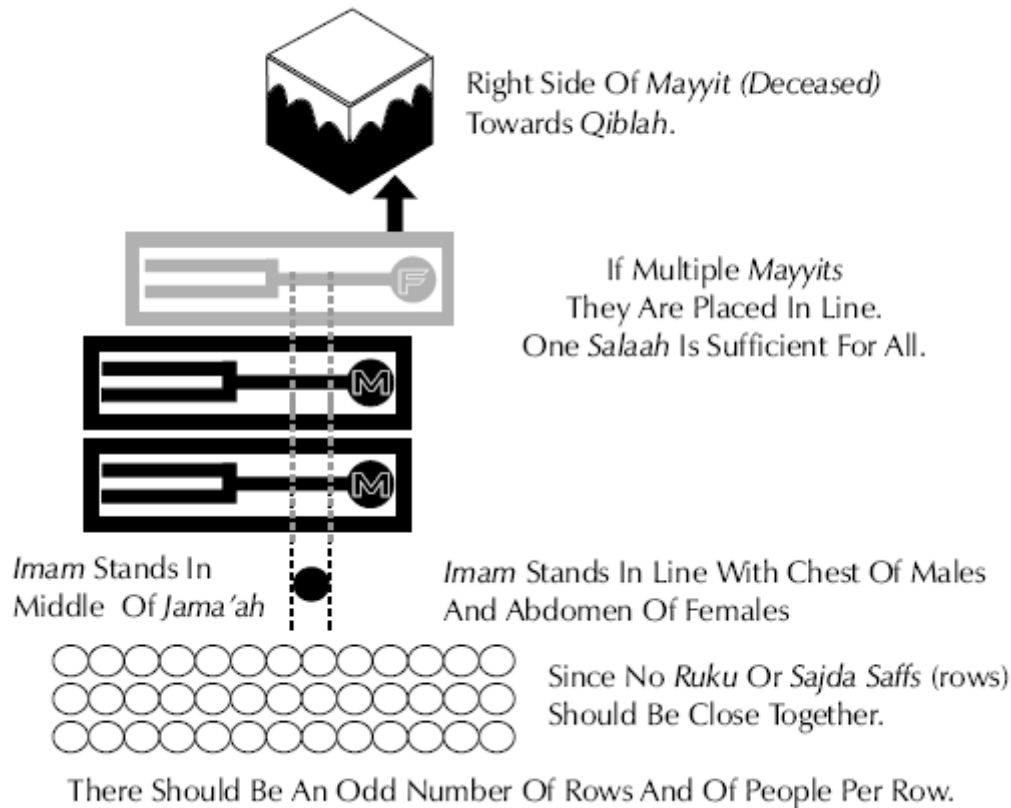 Right Side Of Mayyit (Deceased)
Towards Qiblah.
F
If Multiple Mayyits
They Are Placed In Line.
One Salaah Is Sufficient For All.
M
M
Imam Stands In
Middle Of Jama'ah
Imam Stands In Line With Chest Of Males
And Abdomen Of Females
Since No Ruku Or Sajda Saffs (rows)
Should Be Close Together.
There Should Be An Odd Number Of Rows And Of People Per Row.